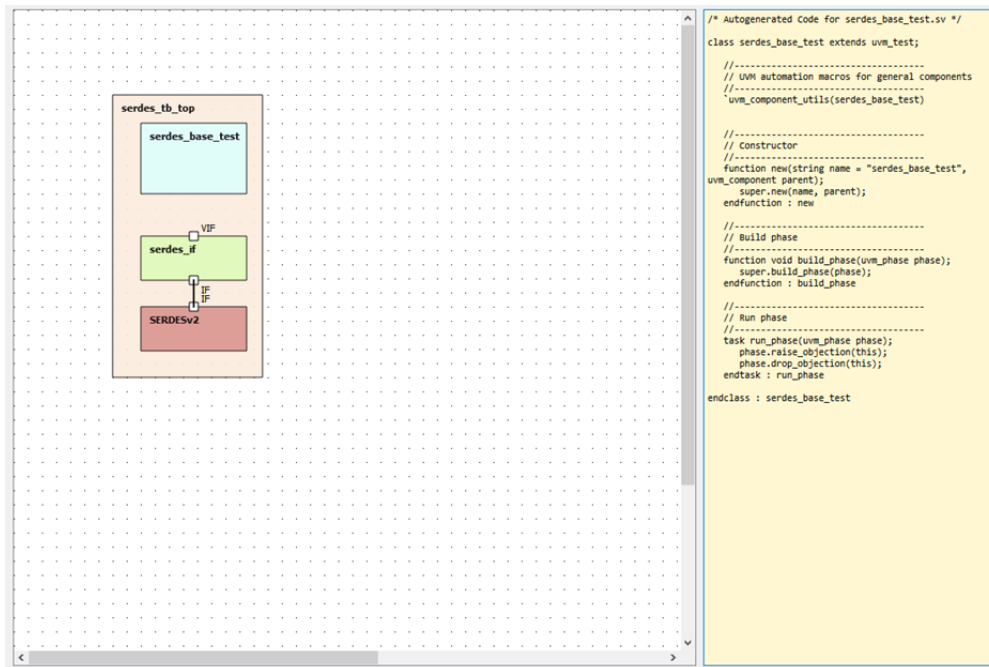 serdes_tb_top
serdes_base_test
VIF
serdes_if
IF
IF
SERDESv2
/* Autogenerated Code for serdes_base_test.sv */
class serdes_base_test extends uvm_test;
//------------------------------------
// UVM automation macros for general components
//------------------------------------
`uvm_component_utils(serdes_base_test)
//------------------------------------
// Constructor
//------------------------------------
function new(string name = "serdes_base_test",
uvm_component parent);
super.new(name, parent);
endfunction : new
//------------------------------------
// Build phase
//------------------------------------
function void build_phase(uvm_phase phase);
super.build_phase(phase);
endfunction : build_phase
//------------------------------------
// Run phase
//------------------------------------
task run_phase(uvm_phase phase);
phase.raise_objection(this);
phase.drop_objection(this);
endtask : run_phase
endclass : serdes_base_test